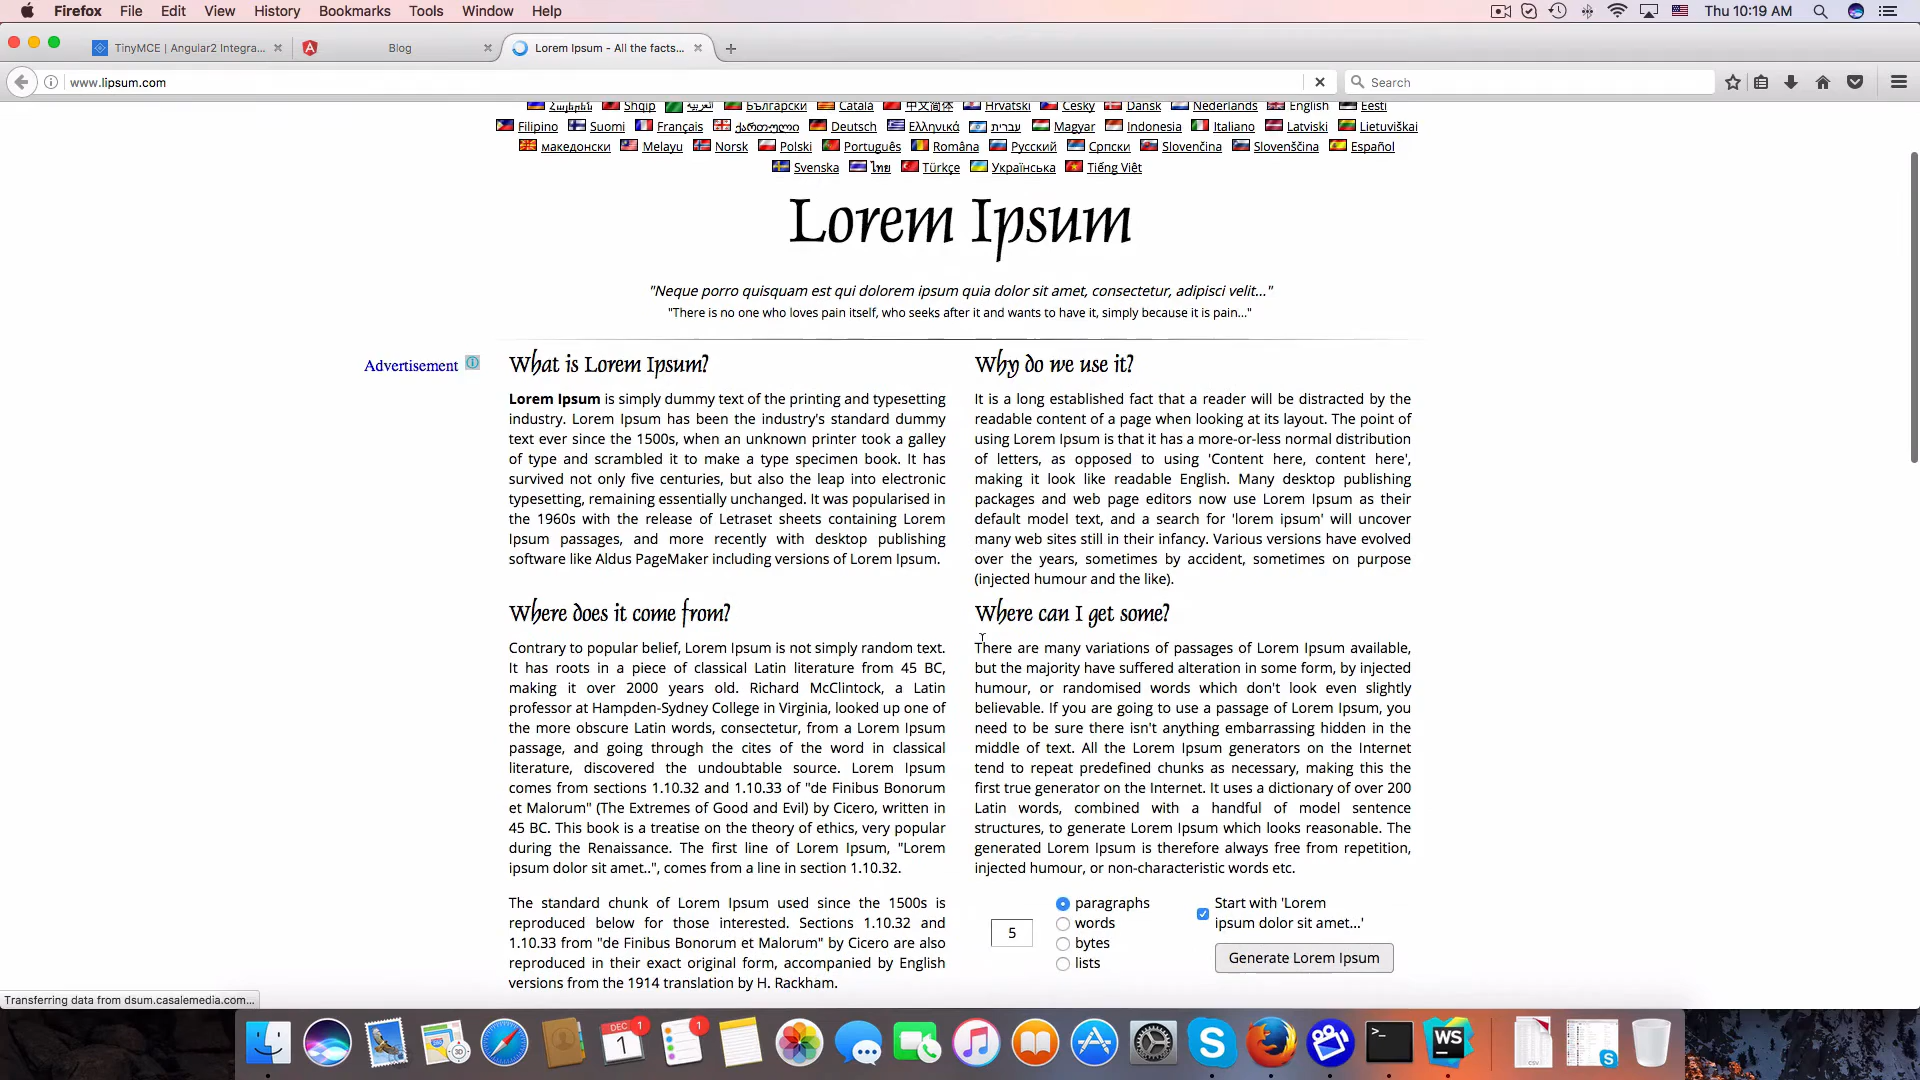 Firefox File Edit View History Bookmarks Tools Window Help Thu 10:19 AM
TinyMCE | Angular2 Integra... Blog Lorem Ipsum - All the facts...
www.lipsum.com Search
Հայերեն Shqip العربية Български Català 中文简体 Hrvatski Česky Dansk Nederlands English Eesti
Filipino Suomi Français ქართული Deutsch Ελληνικά עברית Magyar Indonesia Italiano Latviski Lietuviškai
македонски Melayu Norsk Polski Português Româna Русский Српски Slovenčina Slovenščina Español
Svenska ไทย Türkçe Українська Tiếng Việt
Lorem Ipsum
"Neque porro quisquam est qui dolorem ipsum quia dolor sit amet, consectetur, adipisci velit..."
"There is no one who loves pain itself, who seeks after it and wants to have it, simply because it is pain..."
Advertisement
What is Lorem Ipsum?
Lorem Ipsum is simply dummy text of the printing and typesetting
industry. Lorem Ipsum has been the industry's standard dummy
text ever since the 1500s, when an unknown printer took a galley
of type and scrambled it to make a type specimen book. It has
survived not only five centuries, but also the leap into electronic
typesetting, remaining essentially unchanged. It was popularised in
the 1960s with the release of Letraset sheets containing Lorem
Ipsum passages, and more recently with desktop publishing
software like Aldus PageMaker including versions of Lorem Ipsum.
Why do we use it?
It is a long established fact that a reader will be distracted by the
readable content of a page when looking at its layout. The point of
using Lorem Ipsum is that it has a more-or-less normal distribution
of letters, as opposed to using 'Content here, content here',
making it look like readable English. Many desktop publishing
packages and web page editors now use Lorem Ipsum as their
default model text, and a search for 'lorem ipsum' will uncover
many web sites still in their infancy. Various versions have evolved
over the years, sometimes by accident, sometimes on purpose
(injected humour and the like).
Where does it come from?
Contrary to popular belief, Lorem Ipsum is not simply random text.
It has roots in a piece of classical Latin literature from 45 BC,
making it over 2000 years old. Richard McClintock, a Latin
professor at Hampden-Sydney College in Virginia, looked up one of
the more obscure Latin words, consectetur, from a Lorem Ipsum
passage, and going through the cites of the word in classical
literature, discovered the undoubtable source. Lorem Ipsum
comes from sections 1.10.32 and 1.10.33 of "de Finibus Bonorum
et Malorum" (The Extremes of Good and Evil) by Cicero, written in
45 BC. This book is a treatise on the theory of ethics, very popular
during the Renaissance. The first line of Lorem Ipsum, "Lorem
ipsum dolor sit amet..", comes from a line in section 1.10.32.
The standard chunk of Lorem Ipsum used since the 1500s is
reproduced below for those interested. Sections 1.10.32 and
1.10.33 from "de Finibus Bonorum et Malorum" by Cicero are also
reproduced in their exact original form, accompanied by English
versions from the 1914 translation by H. Rackham.
Where can I get some?
There are many variations of passages of Lorem Ipsum available,
but the majority have suffered alteration in some form, by injected
humour, or randomised words which don't look even slightly
believable. If you are going to use a passage of Lorem Ipsum, you
need to be sure there isn't anything embarrassing hidden in the
middle of text. All the Lorem Ipsum generators on the Internet
tend to repeat predefined chunks as necessary, making this the
first true generator on the Internet. It uses a dictionary of over 200
Latin words, combined with a handful of model sentence
structures, to generate Lorem Ipsum which looks reasonable. The
generated Lorem Ipsum is therefore always free from repetition,
injected humour, or non-characteristic words etc.
5
paragraphs
words
bytes
lists
Start with 'Lorem
ipsum dolor sit amet...'
Generate Lorem Ipsum
Transferring data from dsum.casalemedia.com...
DEC 1
1
1
WS